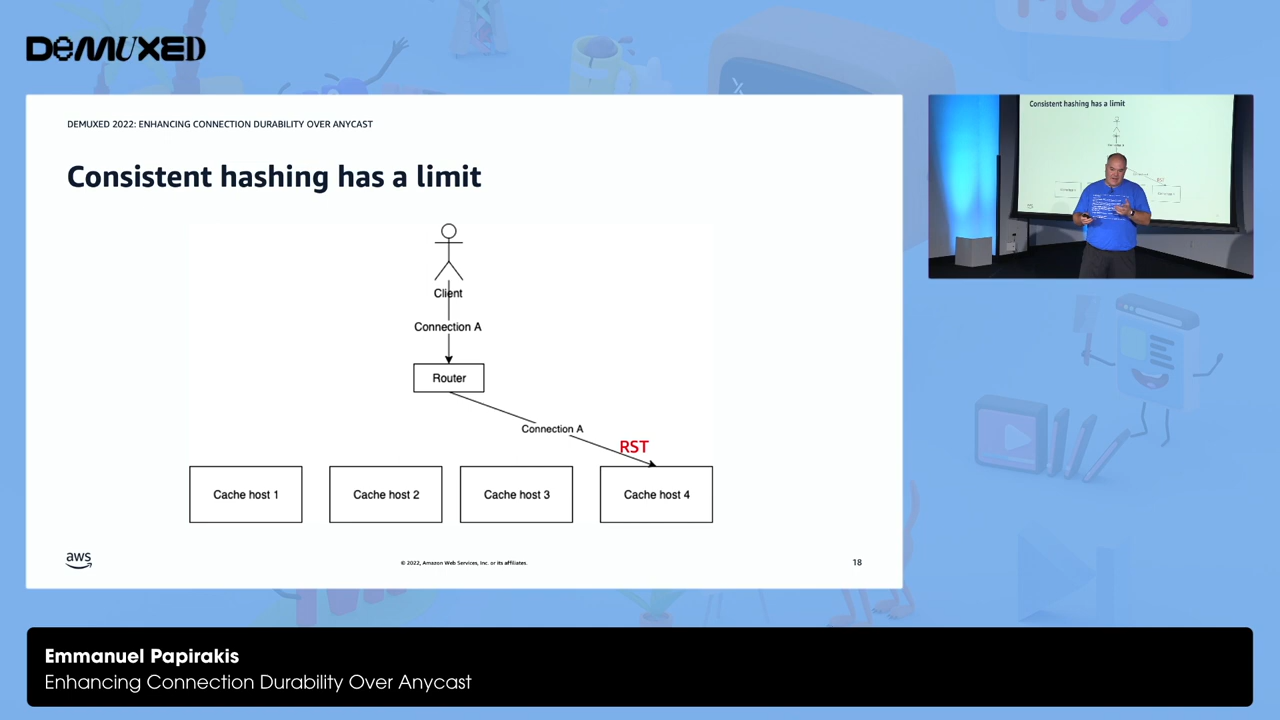 DEMUXED
MUX
DEMUXED 2022: ENHANCING CONNECTION DURABILITY OVER ANYCAST
Consistent hashing has a limit
Client
Connection A
Router
Connection A
RST
Cache host 1
Cache host 2
Cache host 3
Cache host 4
aws
© 2022, Amazon Web Services, Inc. or its affiliates.
18
Consistent hashing has a limit
RST
Emmanuel Papirakis
Enhancing Connection Durability Over Anycast